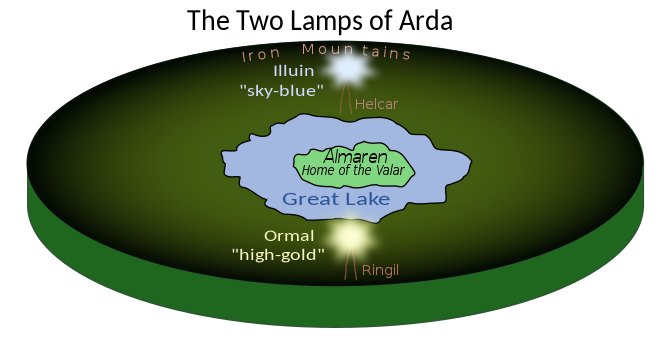 The Two Lamps of Arda
Iron Mountains
Illuin
"sky-blue"
Helcar
Almaren
Home of the Valar
Great Lake
Ormal
"high-gold"
Ringil